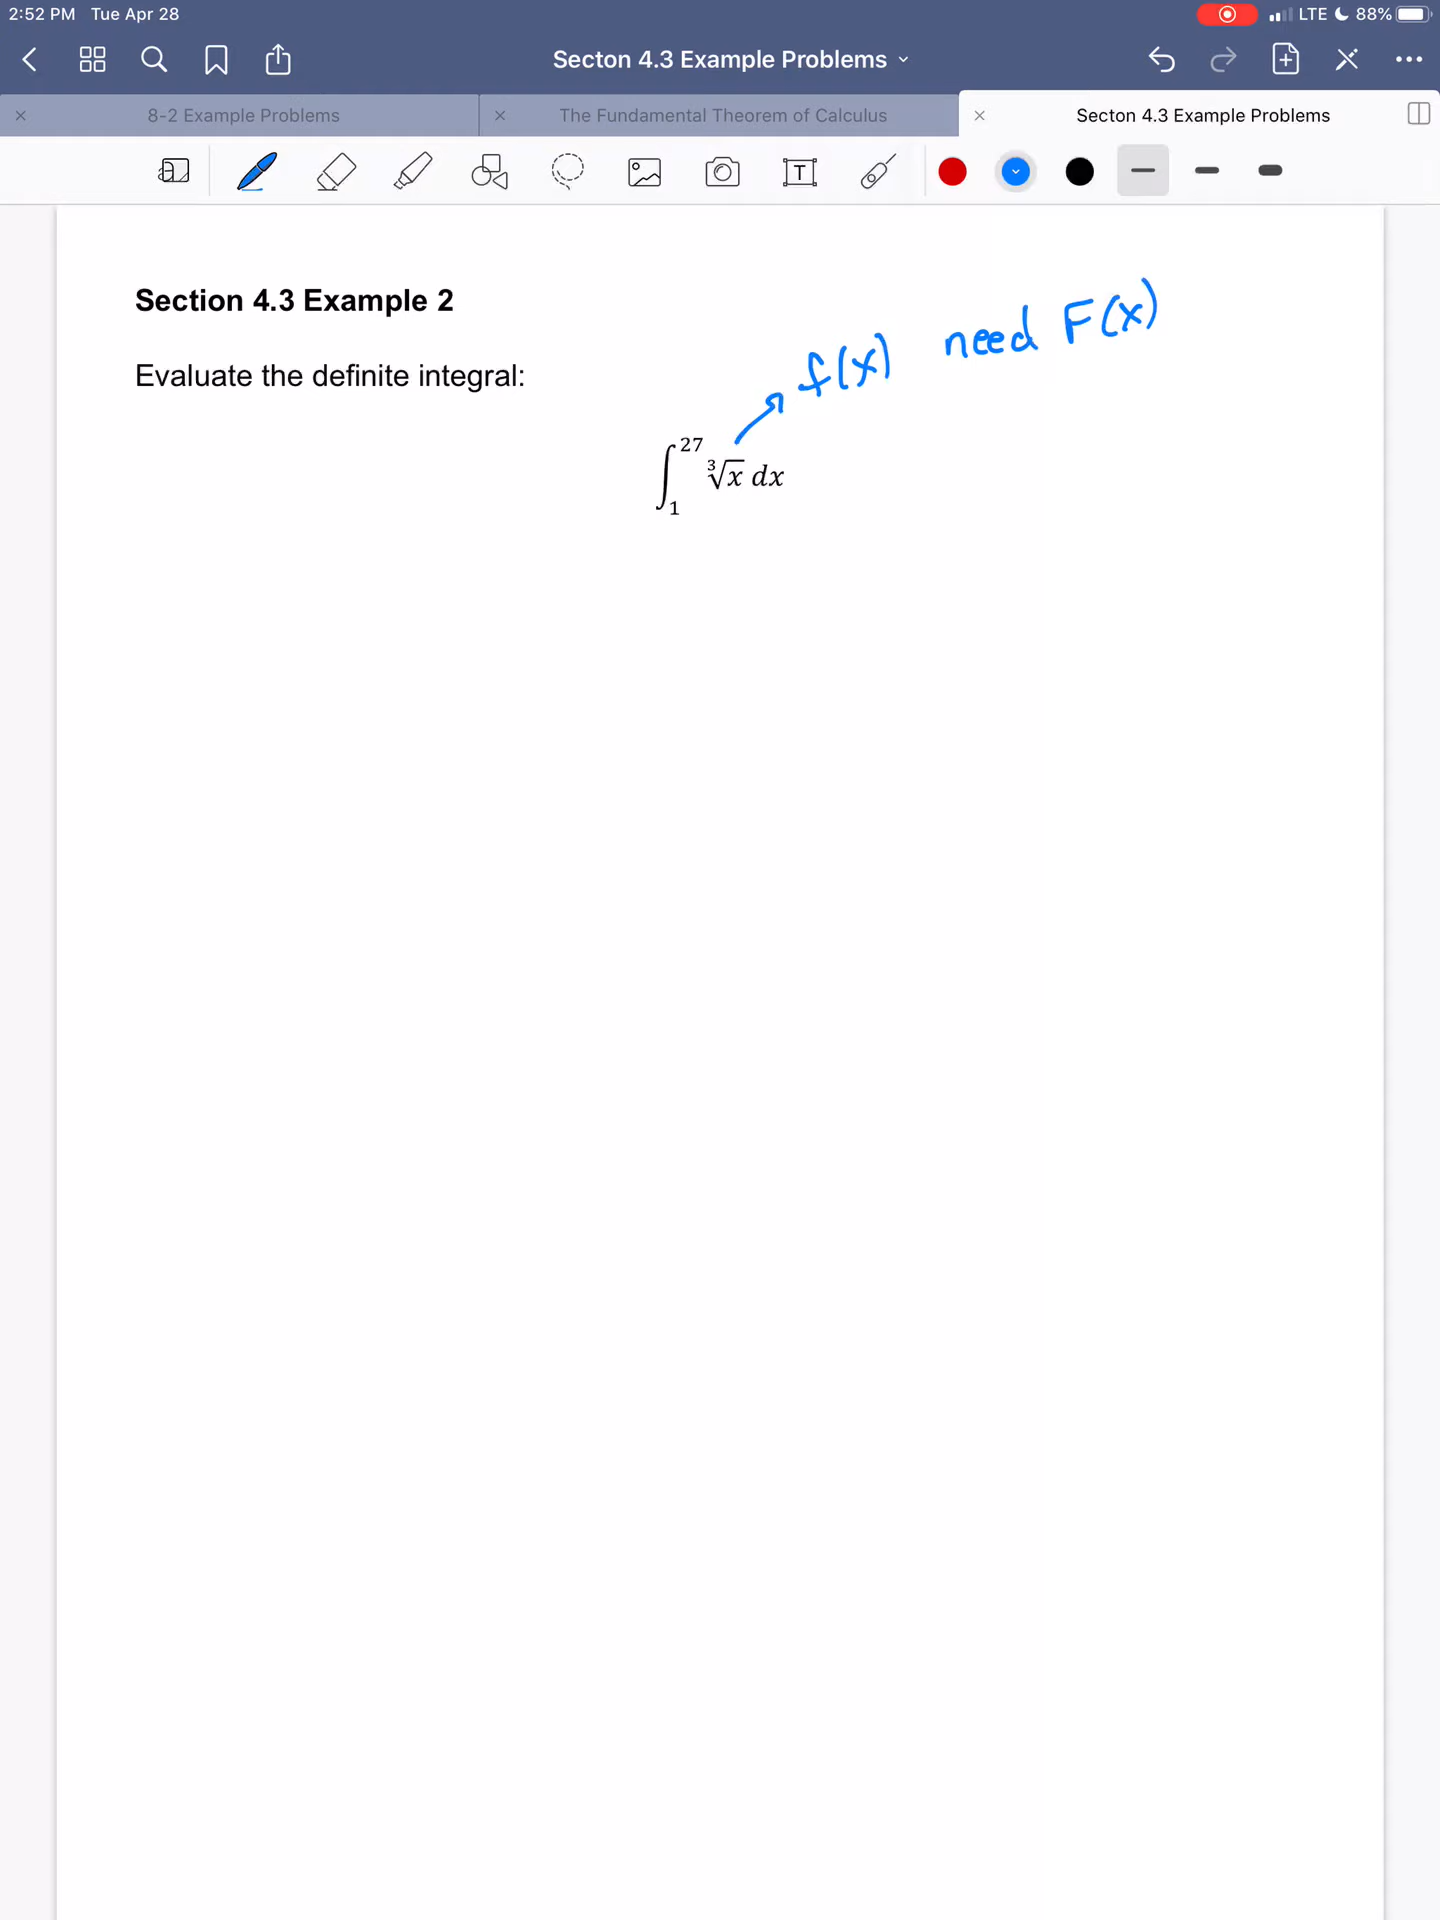 2:52 PM Tue Apr 28 LTE 88%
Secton 4.3 Example Problems
8-2 Example Problems The Fundamental Theorem of Calculus Secton 4.3 Example Problems
T
Section 4.3 Example 2
need F(x)
Evaluate the definite integral:
f(x)
∫₁²⁷ ∛x dx